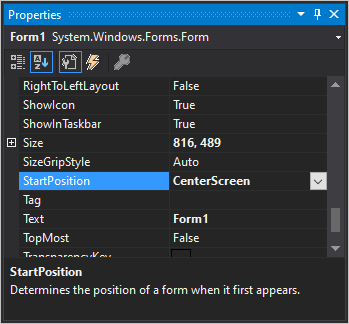 Properties
Form1 System.Windows.Forms.Form
RightToLeftLayout False
ShowIcon True
ShowInTaskbar True
Size 816, 489
SizeGripStyle Auto
StartPosition CenterScreen
Tag
Text Form1
TopMost False
TransparencyKey
StartPosition
Determines the position of a form when it first appears.